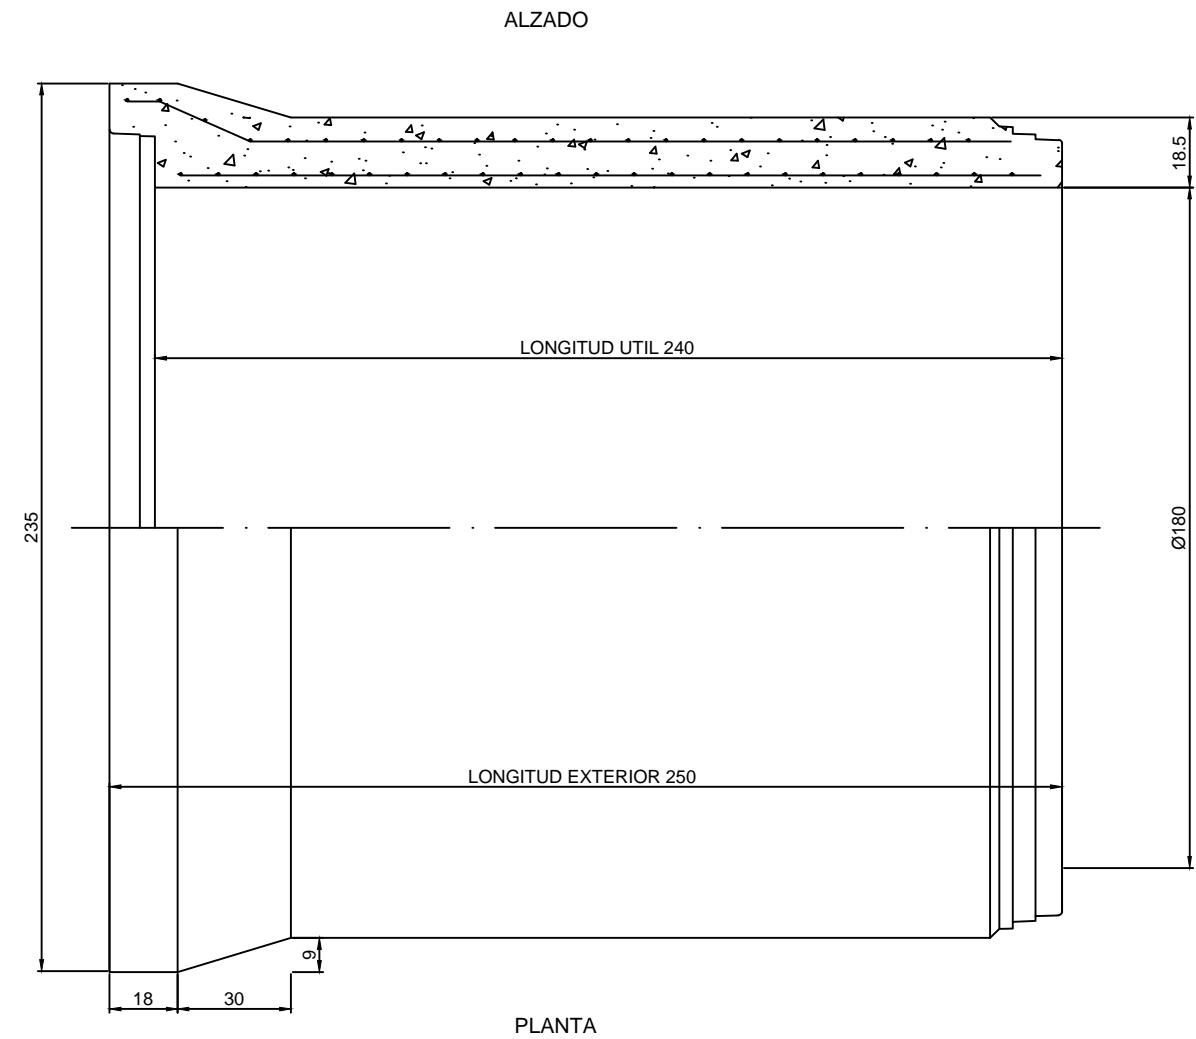 ALZADO
18.5
LONGITUD UTIL 240
235
Ø180
LONGITUD EXTERIOR 250
9
18
30
PLANTA